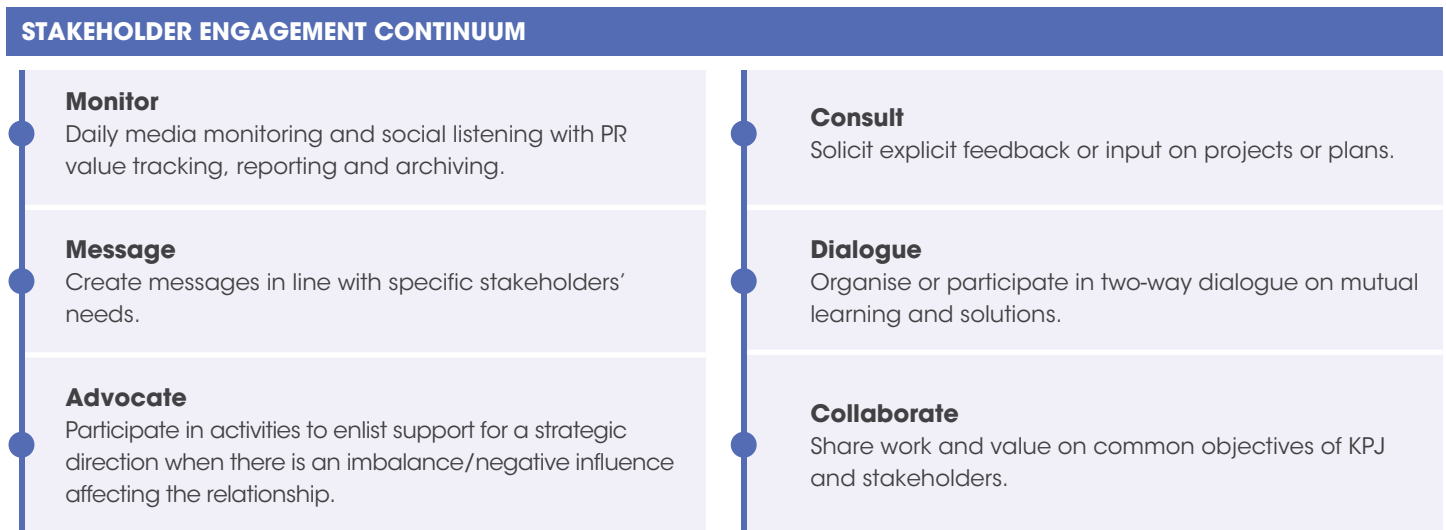 STAKEHOLDER ENGAGEMENT CONTINUUM
Monitor
Daily media monitoring and social listening with PR
value tracking, reporting and archiving.
Message
Create messages in line with specific stakeholders’
needs.
Advocate
Participate in activities to enlist support for a strategic
direction when there is an imbalance/negative influence
affecting the relationship.
Consult
Solicit explicit feedback or input on projects or plans.
Dialogue
Organise or participate in two-way dialogue on mutual
learning and solutions.
Collaborate
Share work and value on common objectives of KPJ
and stakeholders.